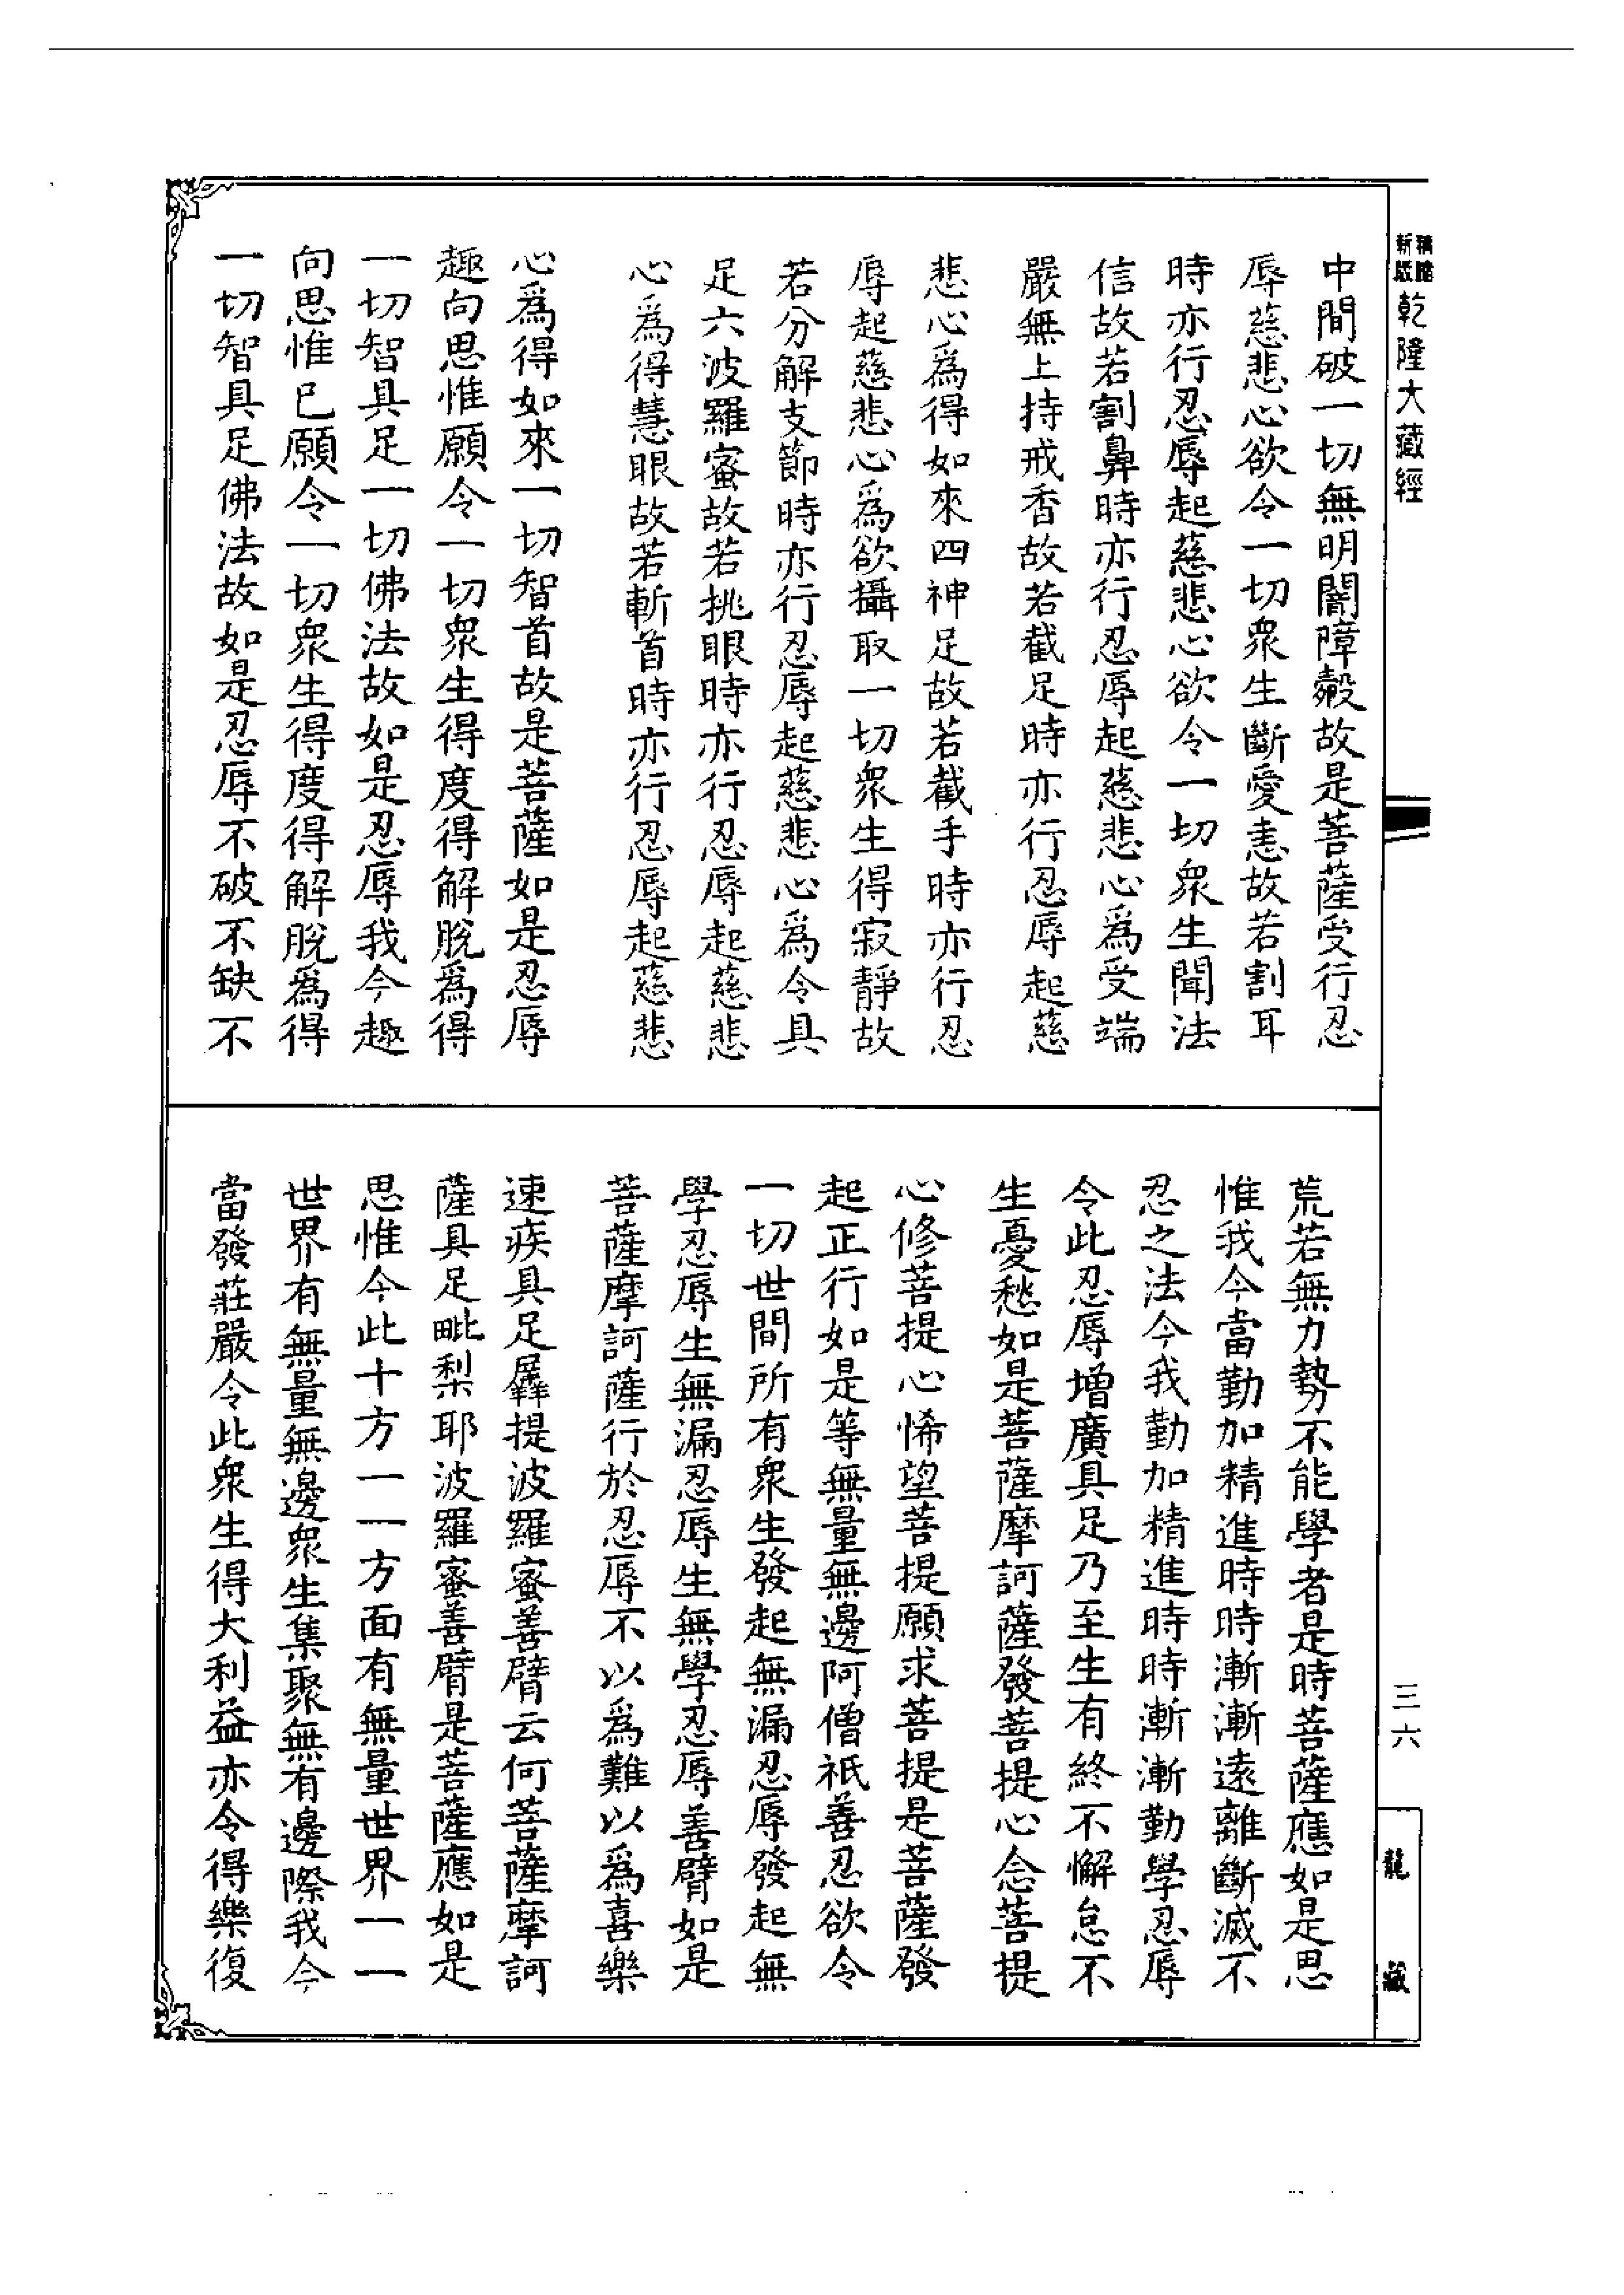 新版
乾隆大藏經
中間破一切無明闇障㲉故是菩薩受行忍
辱慈悲心欲令一切衆生斷愛恚故若割耳
時亦行忍辱起慈悲心欲令一切衆生聞法
信故若割鼻時亦行忍辱起慈悲心爲受端
嚴無上持戒香故若截足時亦行忍辱起慈
悲心爲得如來四神足故若截手時亦行忍
辱起慈悲心爲欲攝取一切衆生得寂靜故
若分解支節時亦行忍辱起慈悲心爲令具
足六波羅蜜故若挑眼時亦行忍辱起慈悲
心爲得慧眼故若斬首時亦行忍辱起慈悲
心爲得如來一切智首故是菩薩如是忍辱
趣向思惟願令一切衆生得度得解脫爲得
一切智具足一切佛法故如是忍辱我今趣
向思惟已願令一切衆生得度得解脫爲得
一切智具足佛法故如是忍辱不破不缺不
荒若無力勢不能學者是時菩薩應如是思
惟我今當勤加精進時時漸漸遠離斷滅不
忍之法今我勤加精進時時漸漸勤學忍辱
令此忍辱增廣具足乃至生有終不懈怠不
生憂愁如是菩薩摩訶薩發菩提心念菩提
心修菩提心悕望菩提願求菩提是菩薩發
起正行如是等無量無邊阿僧祇善忍欲令
一切世間所有衆生發起無漏忍辱發起無
學忍辱生無漏忍辱生無學忍辱善臂如是
菩薩摩訶薩行於忍辱不以爲難以爲喜樂
速疾具足羼提波羅蜜善臂云何菩薩摩訶
薩具足毗梨耶波羅蜜善臂是菩薩應如是
思惟今此十方一一方面有無量世界一一
世界有無量無邊衆生集聚無有邊際我今
當發莊嚴令此衆生得大利益亦令得樂復
三六
龍藏